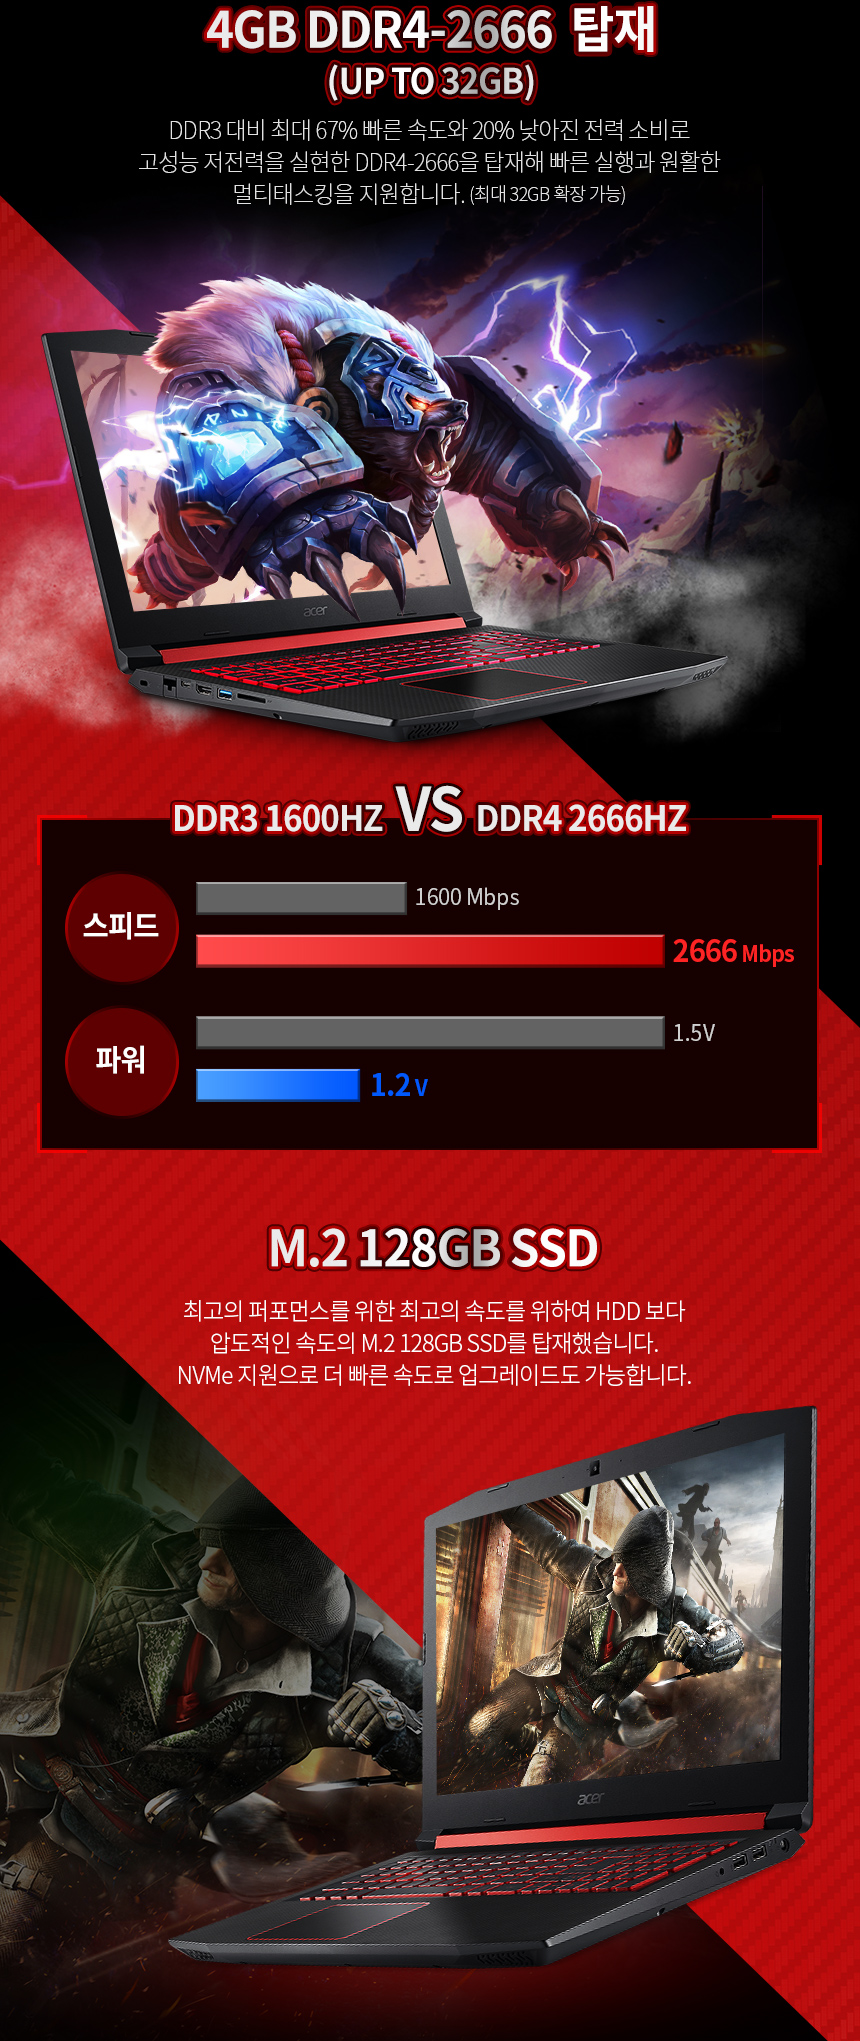 4GB DDR4-2666 탑재
(UP TO 32GB)
DDR3 대비 최대 67% 빠른 속도와 20% 낮아진 전력 소비로
고성능 저전력을 실현한 DDR4-2666을 탑재해 빠른 실행과 원활한
멀티태스킹을 지원합니다. (최대 32GB 확장 가능)
acer
DDR3 1600HZ VS DDR4 2666HZ
스피드
1600 Mbps
2666 Mbps
파워
1.5V
1.2 V
M.2 128GB SSD
최고의 퍼포먼스를 위한 최고의 속도를 위하여 HDD 보다
압도적인 속도의 M.2 128GB SSD를 탑재했습니다.
NVMe 지원으로 더 빠른 속도로 업그레이드도 가능합니다.
acer